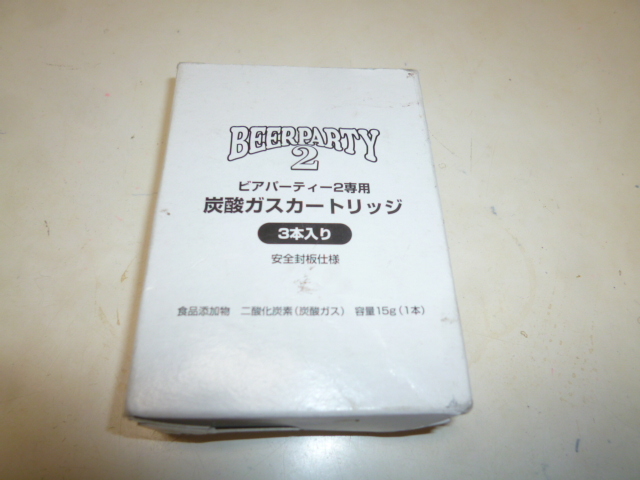 BEERPARTY
2
ビアパーティー2専用
炭酸ガスカートリッジ
3本入り
安全封板仕様
食品添加物 二酸化炭素(炭酸ガス) 容量15g(1本)